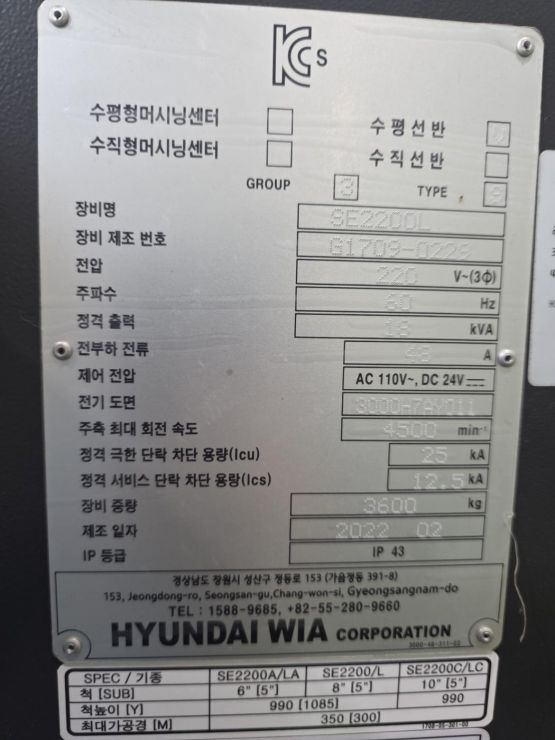 KCs
수평형머시닝센터 수평선반
수직형머시닝센터 수직선반
GROUP 3 TYPE 9
장비명 SE2200L
장비 제조 번호 G1709-0229
전압 220 V~(3Φ)
주파수 60 Hz
정격 출력 18 kVA
전부하 전류 48 A
제어 전압 AC 110V~, DC 24V
전기 도면
주축 최대 회전 속도 4500 min⁻¹
정격 극한 단락 차단 용량(Icu) 25 kA
정격 서비스 단락 차단 용량(Ics) 12.5 kA
장비 중량 3600 kg
제조 일자 2022 02
IP 등급 IP 43
경상남도 창원시 성산구 정동로 153 (가음정동 391-8)
153, Jeongdong-ro, Seongsan-gu,Chang-won-si, Gyeongsangnam-do
TEL : 1588-9685, +82-55-280-9660
HYUNDAI WIA CORPORATION
SPEC / 기종 SE2200A/LA SE2200/L SE2200C/LC
척 [SUB] 6" [5"] 8" [5"] 10" [5"]
척높이 [Y] 990 [1085] 990
최대가공경 [M] 350 [300]